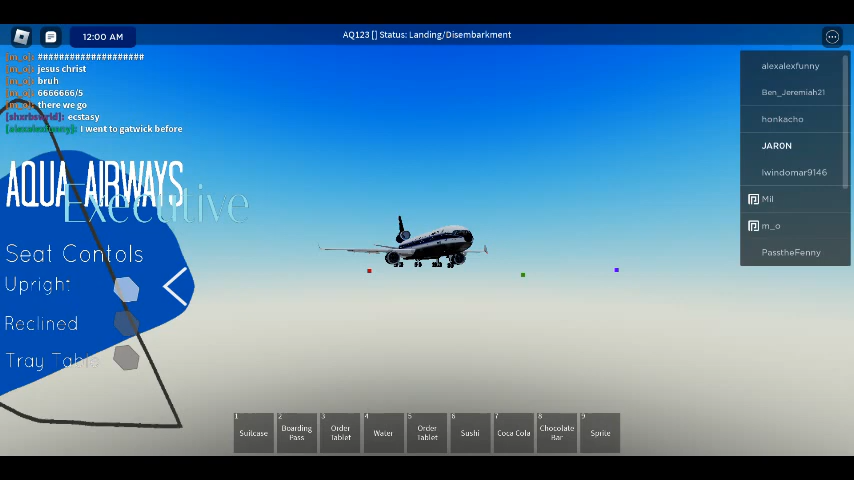 12:00 AM
AQ123 [] Status: Landing/Disembarkment
[m_o]: ####################
[m_o]: jesus christ
[m_o]: bruh
[m_o]: 6666666/5
[m_o]: there we go
[shxrbswrld]: ecstasy
[alexalexfunny]: I went to gatwick before
AQUA AIRWAYS
Executive
Seat Contols
Upright
Reclined
Tray Table
alexalexfunny
Ben_Jeremiah21
honkacho
JARON
lwindomar9146
Mil
m_o
PasstheFenny
1 Suitcase
2 Boarding Pass
3 Order Tablet
4 Water
5 Order Tablet
6 Sushi
7 Coca Cola
8 Chocolate Bar
9 Sprite